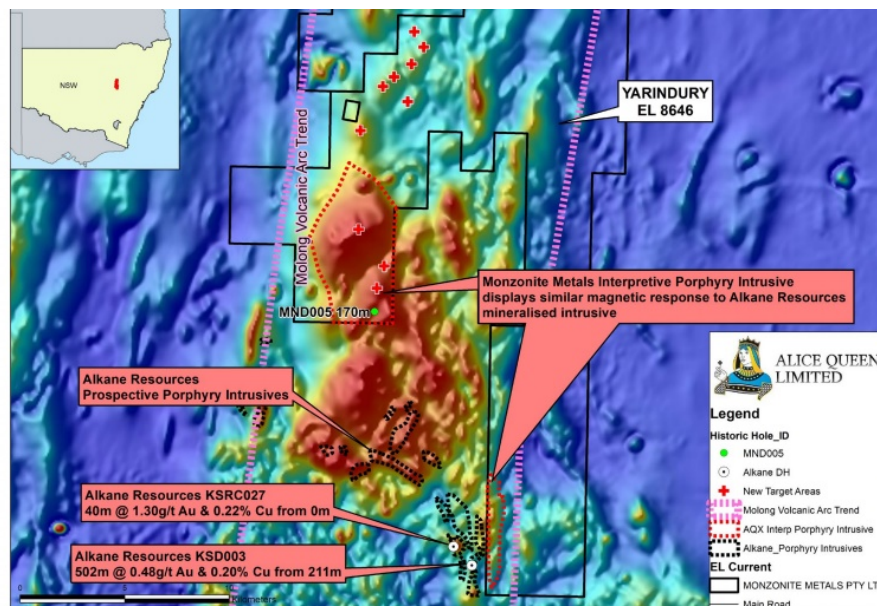 NSW
YARINDURY
EL 8646
Molong Volcanic Arc Trend
MND005 170m
Monzonite Metals Interpretive Porphyry Intrusive
displays similar magnetic response to Alkane Resources
mineralised intrusive
Alkane Resources
Prospective Porphyry Intrusives
Alkane Resources KSRC027
40m @ 1.30g/t Au & 0.22% Cu from 0m
Alkane Resources KSD003
502m @ 0.48g/t Au & 0.20% Cu from 211m
0
5
10
Kilometers
ALICE QUEEN
LIMITED
Legend
Historic Hole_ID
MND005
Alkane DH
New Target Areas
Molong Volcanic Arc Trend
AQX Interp Porphyry Intrusive
Alkane_Porphyry Intrusives
EL Current
MONZONITE METALS PTY LT
Main Road